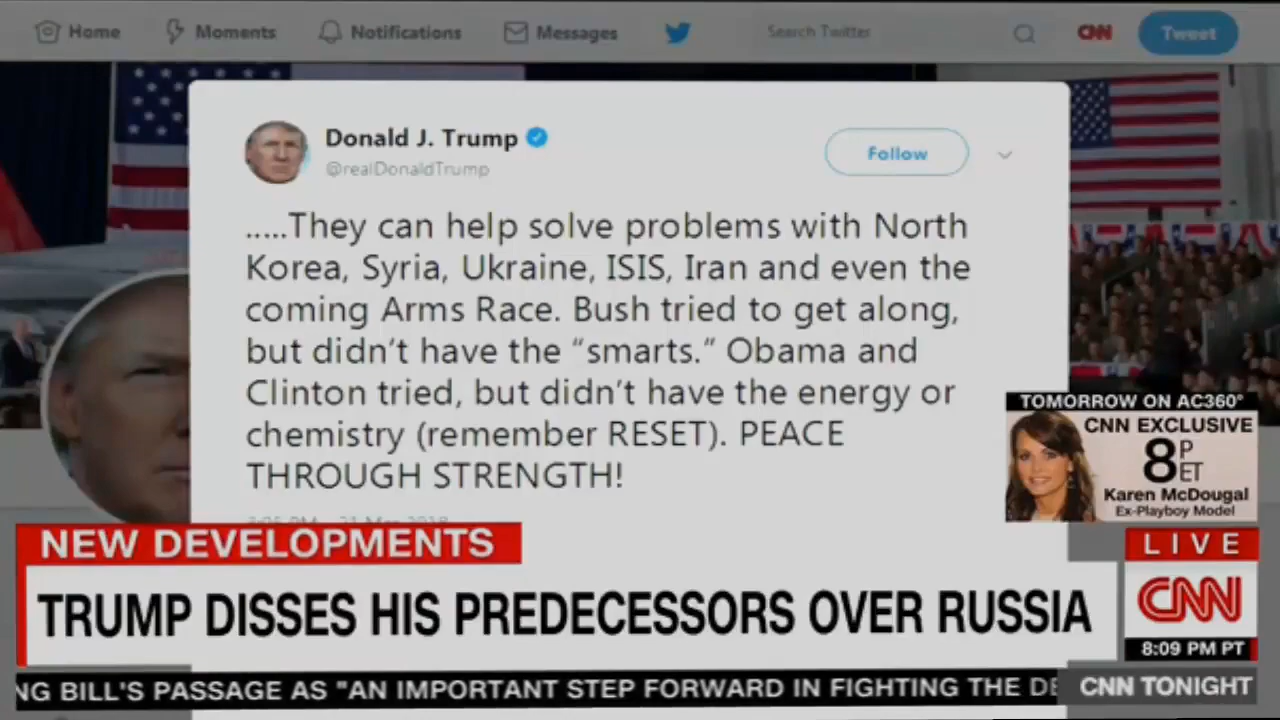 Home Moments Notifications Messages Search Twitter CNN Tweet
Donald J. Trump
@realDonaldTrump
Follow
.....They can help solve problems with North
Korea, Syria, Ukraine, ISIS, Iran and even the
coming Arms Race. Bush tried to get along,
but didn't have the “smarts.” Obama and
Clinton tried, but didn't have the energy or
chemistry (remember RESET). PEACE
THROUGH STRENGTH!
TOMORROW ON AC360°
CNN EXCLUSIVE
8 P
ET
Karen McDougal
Ex-Playboy Model
NEW DEVELOPMENTS
TRUMP DISSES HIS PREDECESSORS OVER RUSSIA
LIVE
CNN
8:09 PM PT
NG BILL'S PASSAGE AS "AN IMPORTANT STEP FORWARD IN FIGHTING THE DE
CNN TONIGHT